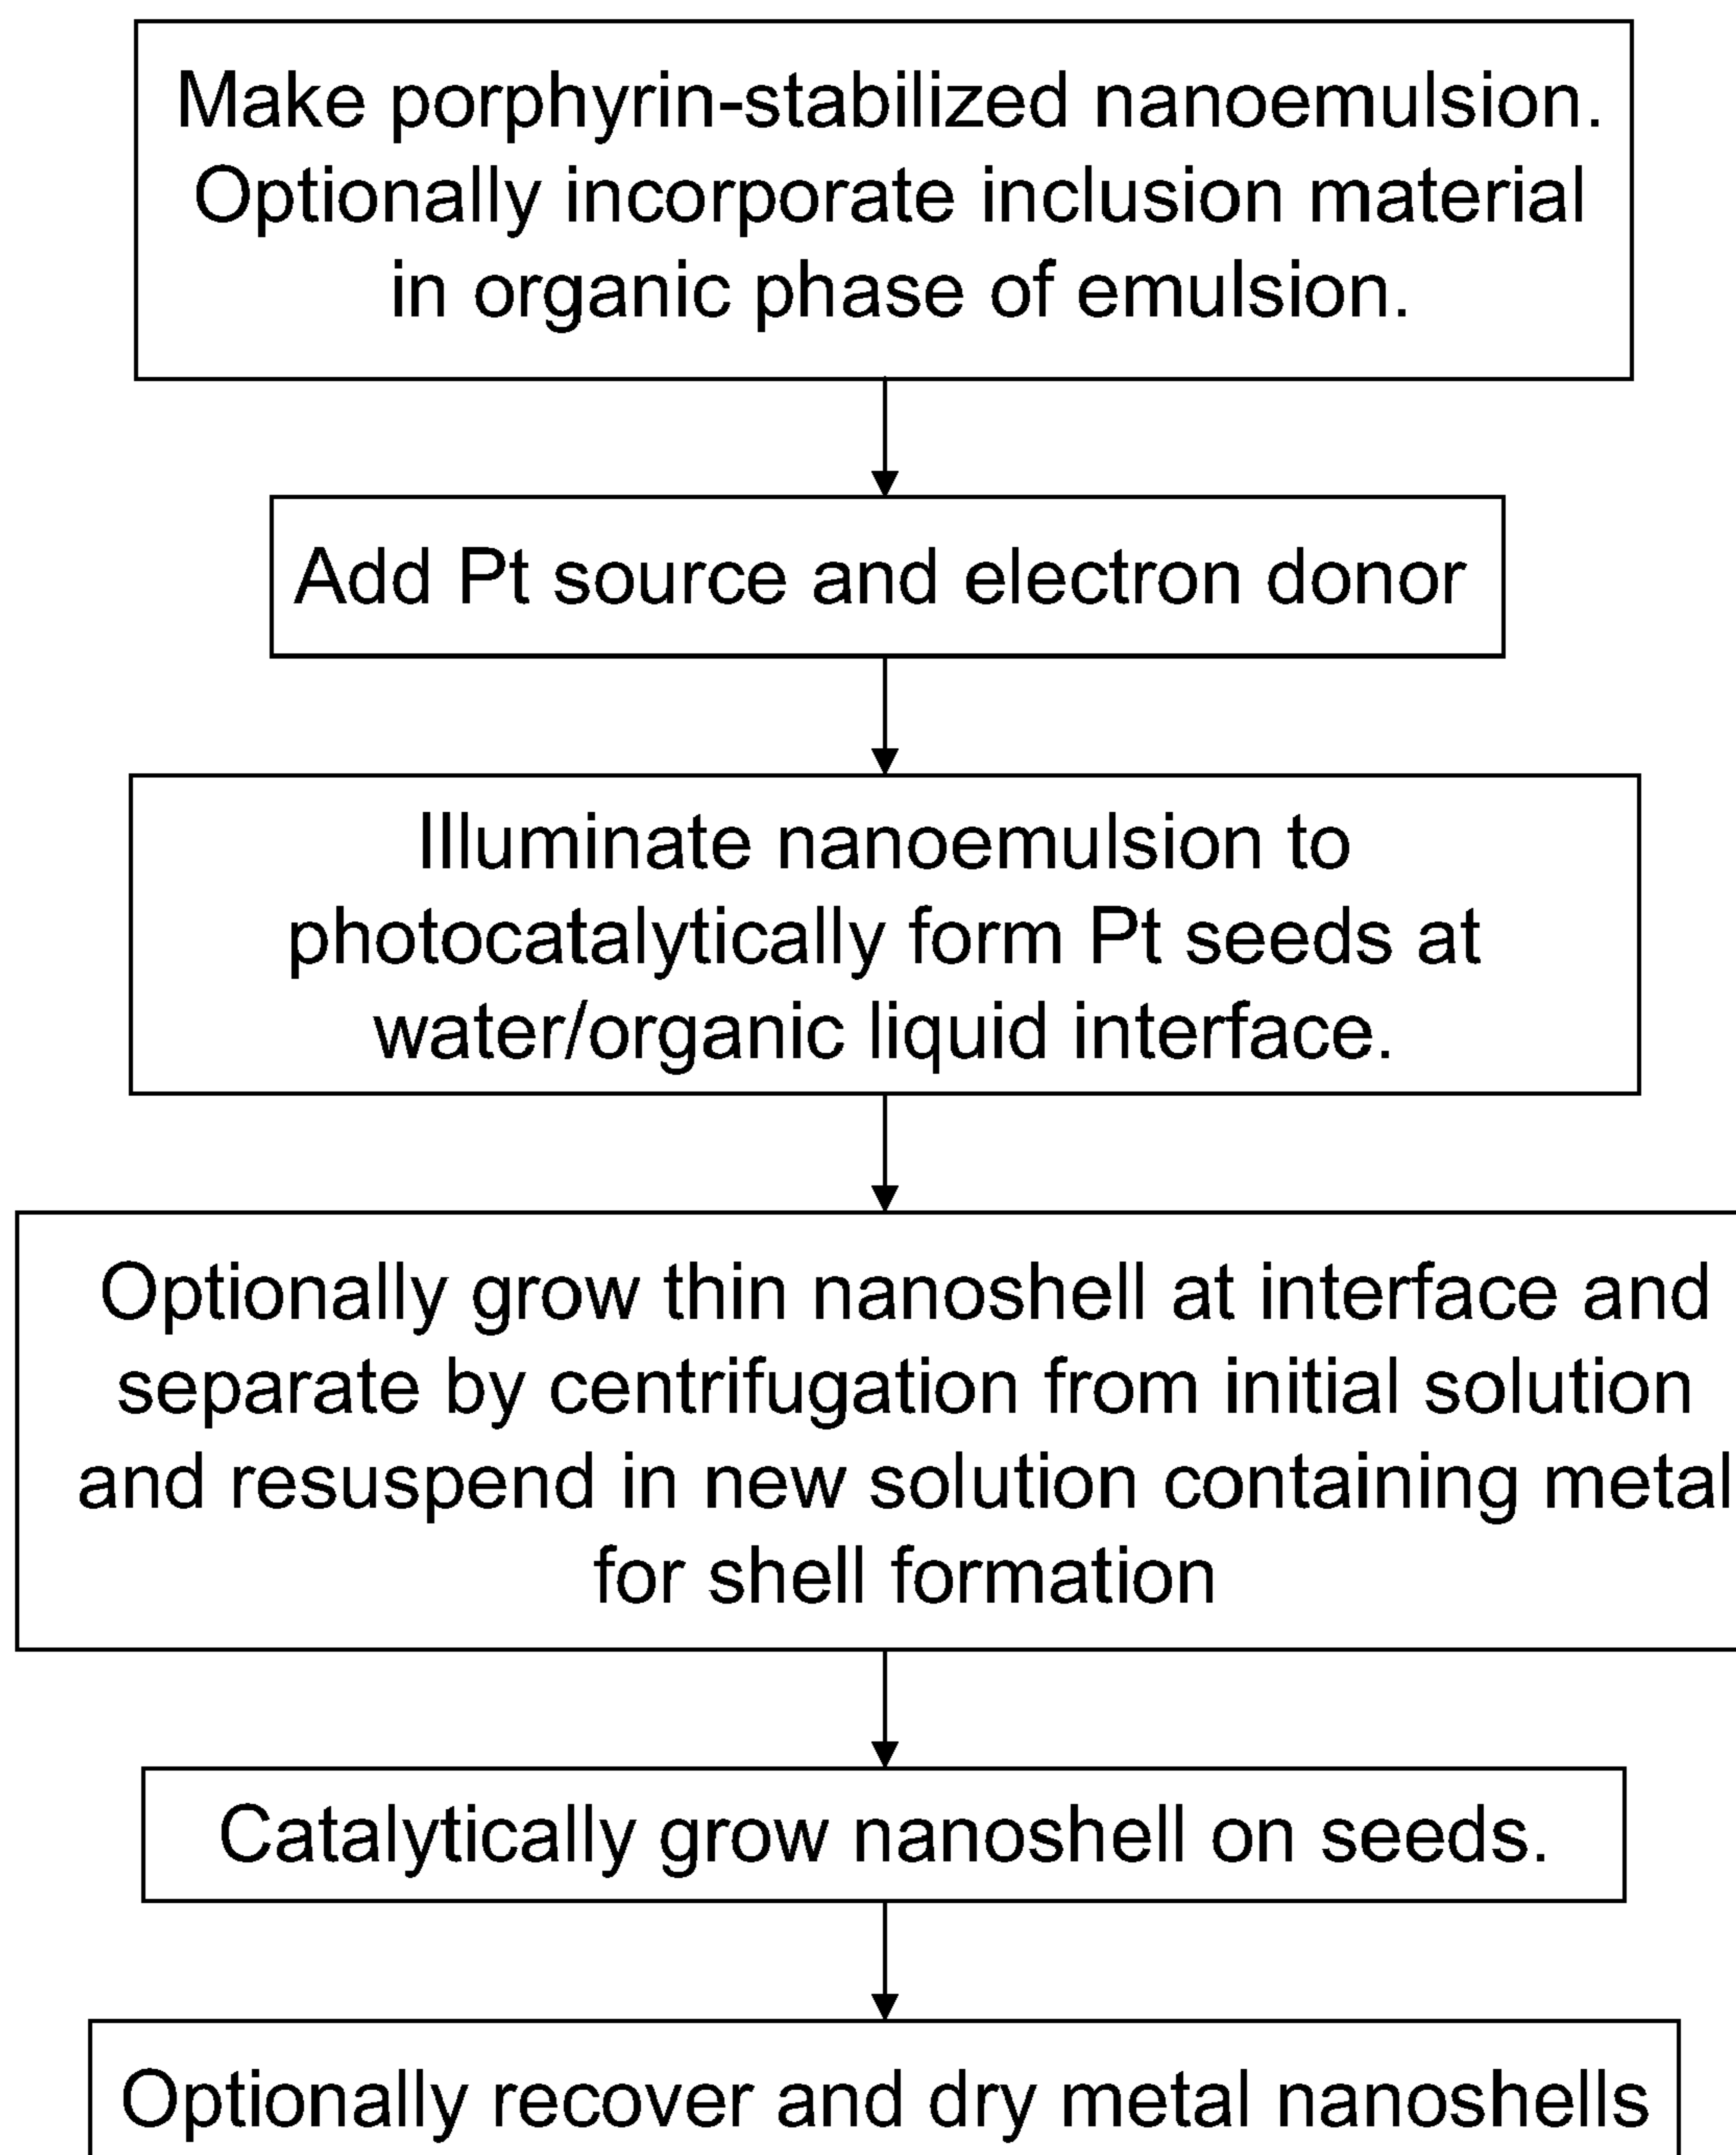 Make porphyrin-stabilized nanoemulsion.
Optionally incorporate inclusion material
in organic phase of emulsion.
Add Pt source and electron donor
Illuminate nanoemulsion to
photocatalytically form Pt seeds at
water/organic liquid interface.
Optionally grow thin nanoshell at interface and
separate by centrifugation from initial solution
and resuspend in new solution containing metal
for shell formation
Catalytically grow nanoshell on seeds.
Optionally recover and dry metal nanoshells